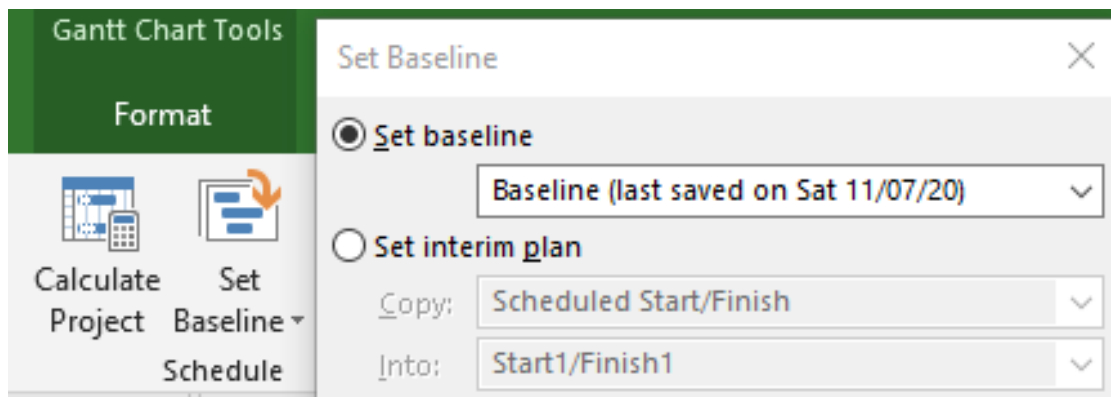 Gantt Chart Tools
Format
Calculate Project
Set Baseline
Schedule
Set Baseline
Set baseline
Baseline (last saved on Sat 11/07/20)
Set interim plan
Copy: Scheduled Start/Finish
Into: Start1/Finish1